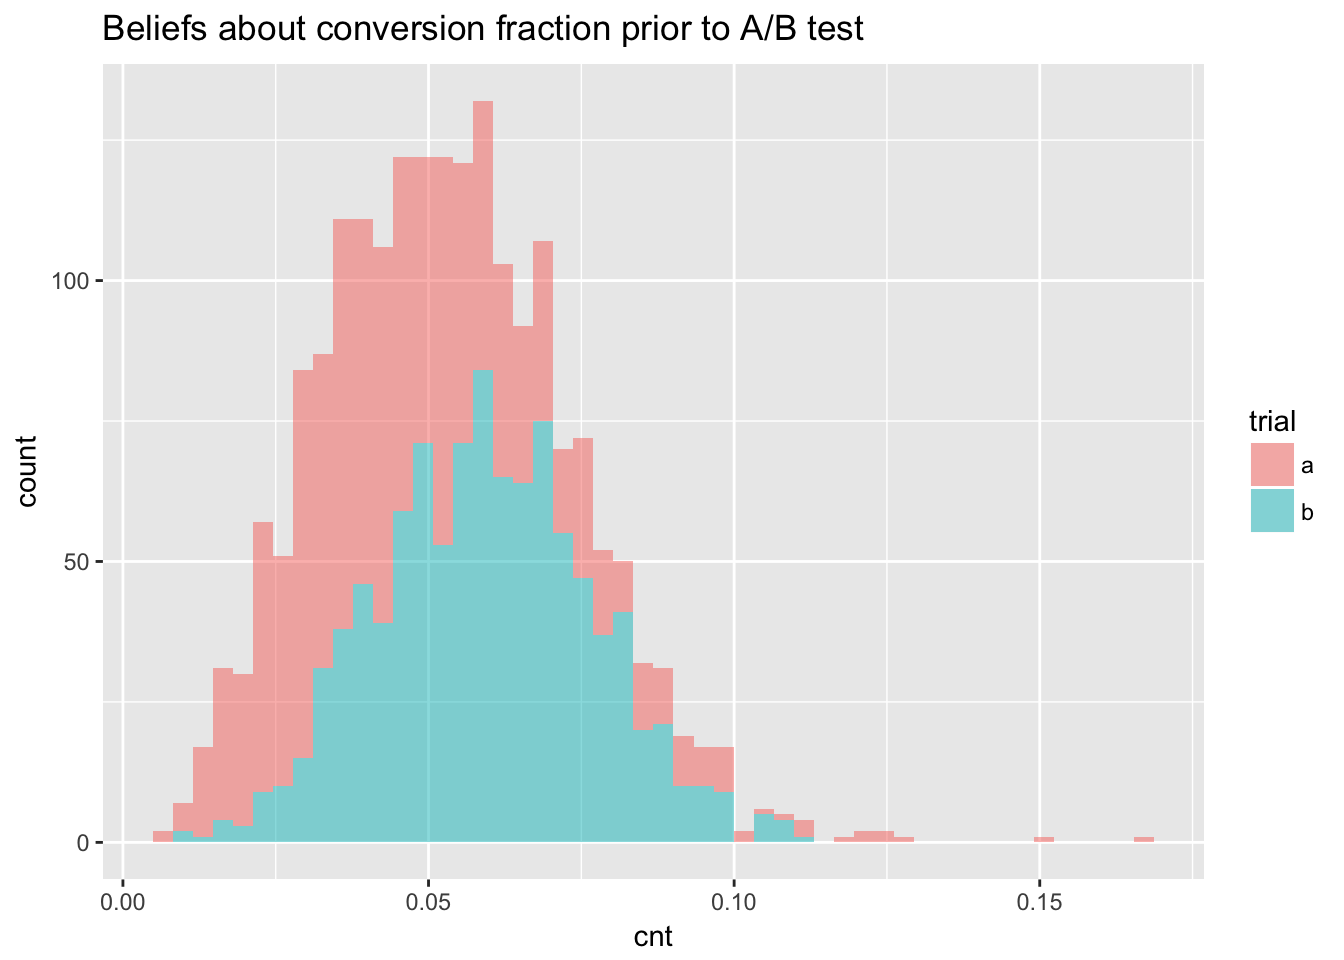 Beliefs about conversion fraction prior to A/B test
100
50
0
count
0.00
0.05
0.10
0.15
cnt
trial
a
b